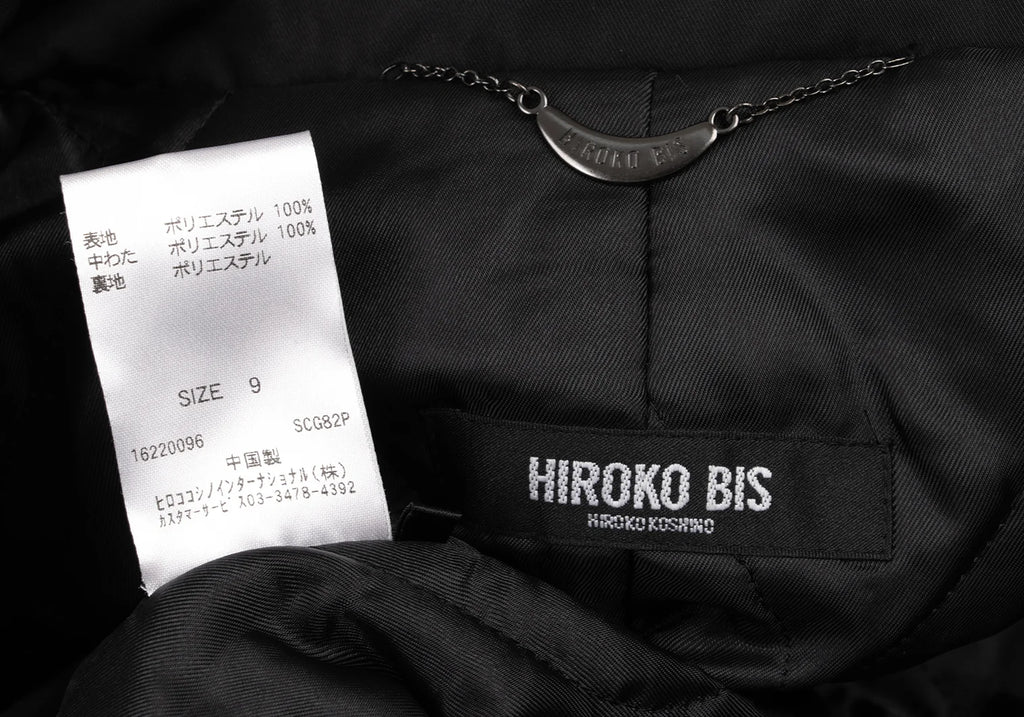 HIROKO BIS
表地 ポリエステル 100%
中わた ポリエステル 100%
裏地 ポリエステル
SIZE 9
16220096 SCG82P
中国製
ヒロココシノインターナショナル(株)
カスタマーサービス03-3478-4392
HIROKO BIS
HIROKO KOSHINO